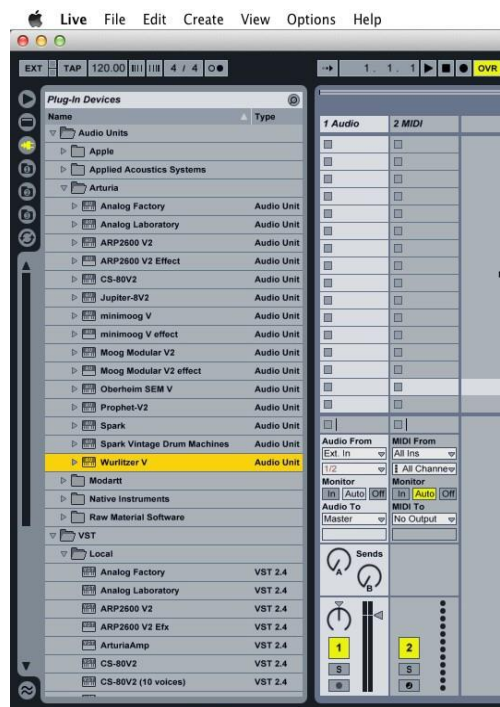 Live File Edit Create View Options Help
EXT TAP 120.00 4 / 4 1. 1. 1 OVR
Plug-In Devices
Name Type
Audio Units
Apple
Applied Acoustics Systems
Arturia
Analog Factory Audio Unit
Analog Laboratory Audio Unit
ARP2600 V2 Audio Unit
ARP2600 V2 Effect Audio Unit
CS-80V2 Audio Unit
Jupiter-8V2 Audio Unit
minimoog V Audio Unit
minimoog V effect Audio Unit
Moog Modular V2 Audio Unit
Moog Modular V2 effect Audio Unit
Oberheim SEM V Audio Unit
Prophet-V2 Audio Unit
Spark Audio Unit
Spark Vintage Drum Machines Audio Unit
Wurlitzer V Audio Unit
Modartt
Native Instruments
Raw Material Software
VST
Local
Analog Factory VST 2.4
Analog Laboratory VST 2.4
ARP2600 V2 VST 2.4
ARP2600 V2 Efx VST 2.4
ArturiaAmp VST 2.4
CS-80V2 VST 2.4
CS-80V2 (10 voices) VST 2.4
1 Audio 2 MIDI
Audio From MIDI From
Ext. In All Ins
1/2 All Channe
Monitor Monitor
In Auto Off In Auto Off
Audio To MIDI To
Master No Output
Sends
A
B
1 2
S S